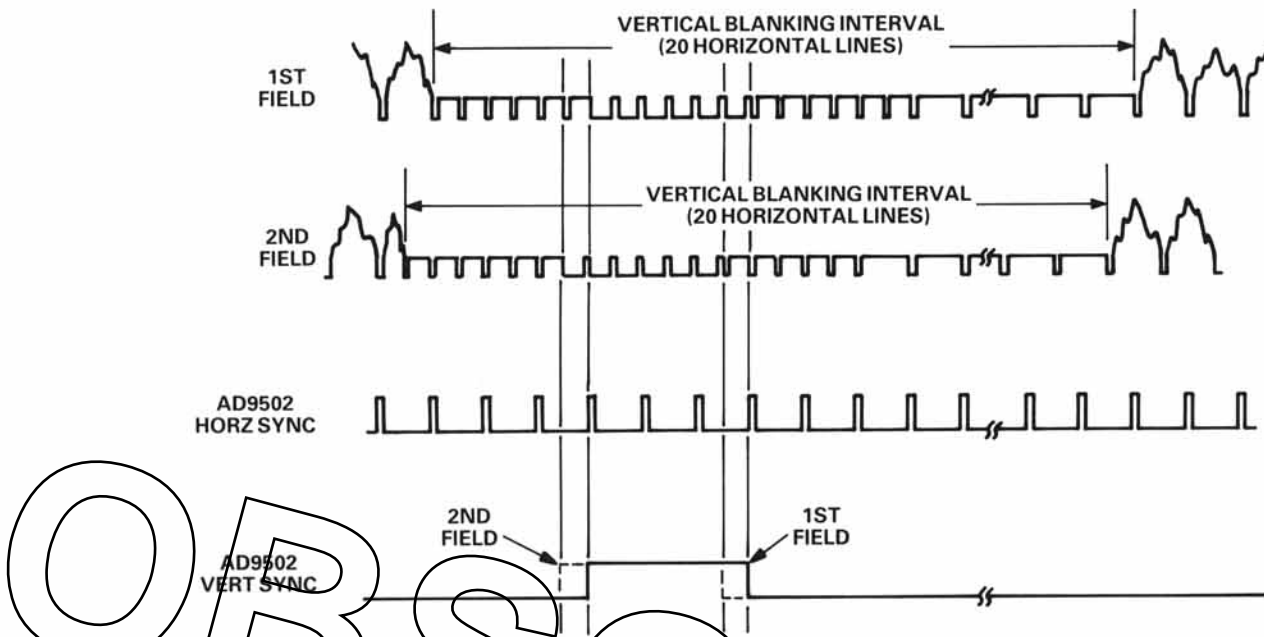 VERTICAL BLANKING INTERVAL
(20 HORIZONTAL LINES)
1ST
FIELD
VERTICAL BLANKING INTERVAL
(20 HORIZONTAL LINES)
2ND
FIELD
AD9502
HORZ SYNC
2ND
FIELD
1ST
FIELD
AD9502
VERT SYNC
OBSO